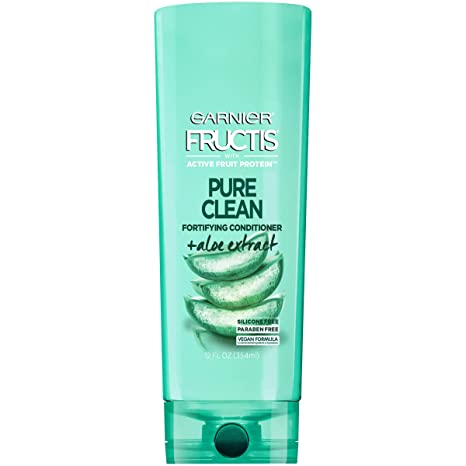 GARNIER
FRUCTIS
WITH
ACTIVE FRUIT PROTEIN™
PURE
CLEAN
FORTIFYING CONDITIONER
+aloe extract
SILICONE FREE
PARABEN FREE
VEGAN FORMULA
12 FL OZ (354ml)